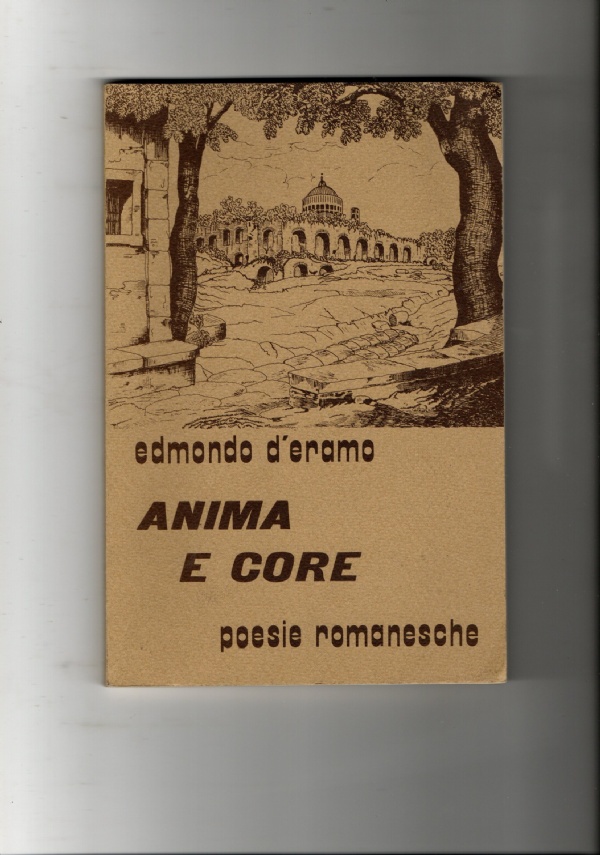 edmondo d'eramo
ANIMA
E CORE
poesie romanesche